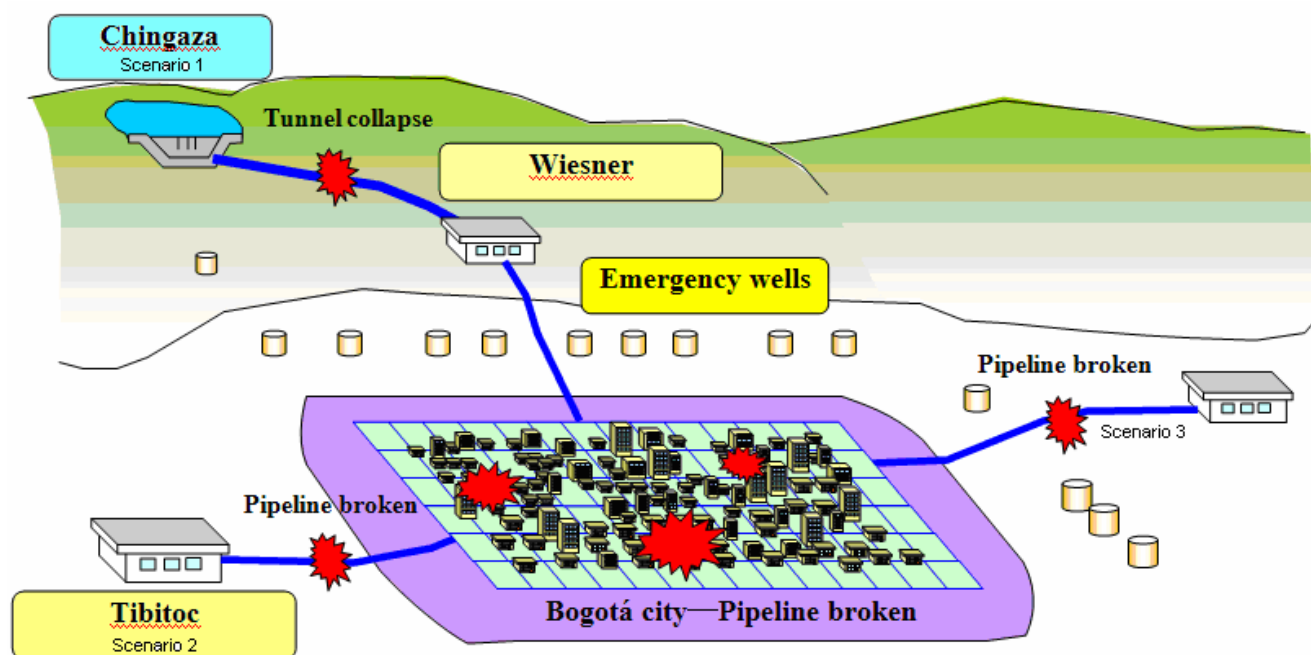 Chingaza
Scenario 1
Tunnel collapse
Wiesner
Emergency wells
Pipeline broken
Scenario 3
Pipeline broken
Tibitoc
Scenario 2
Bogotá city—Pipeline broken